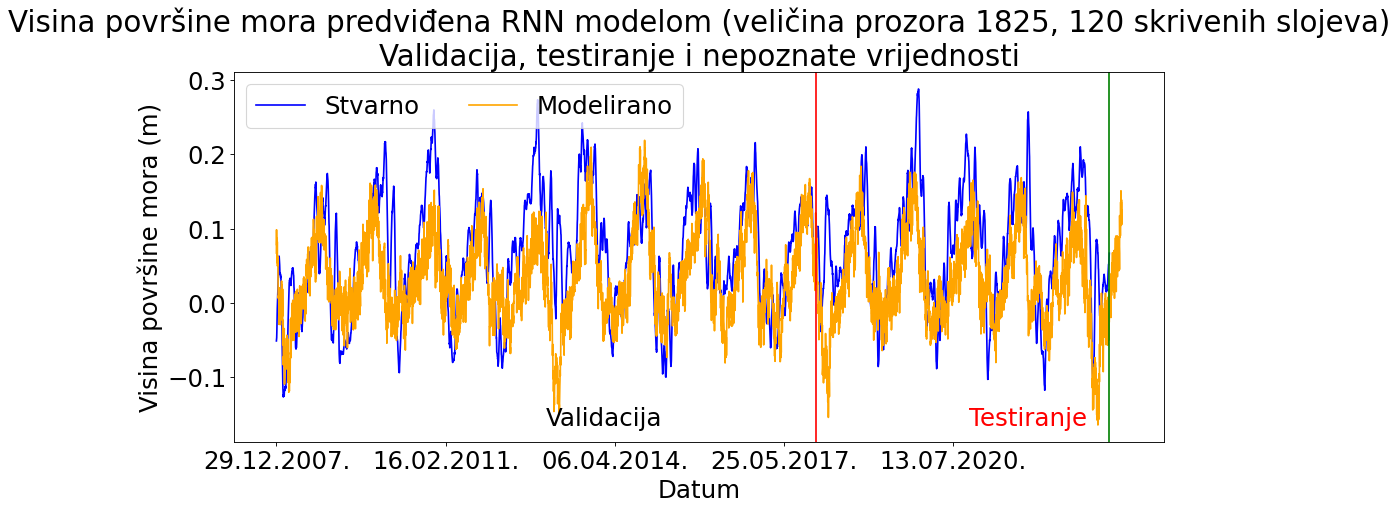 Visina površine mora predviđena RNN modelom (veličina prozora 1825, 120 skrivenih slojeva)
Validacija, testiranje i nepoznate vrijednosti
Stvarno
Modelirano
Visina površine mora (m)
0.3
0.2
0.1
0.0
−0.1
Validacija
Testiranje
29.12.2007.
16.02.2011.
06.04.2014.
25.05.2017.
13.07.2020.
Datum